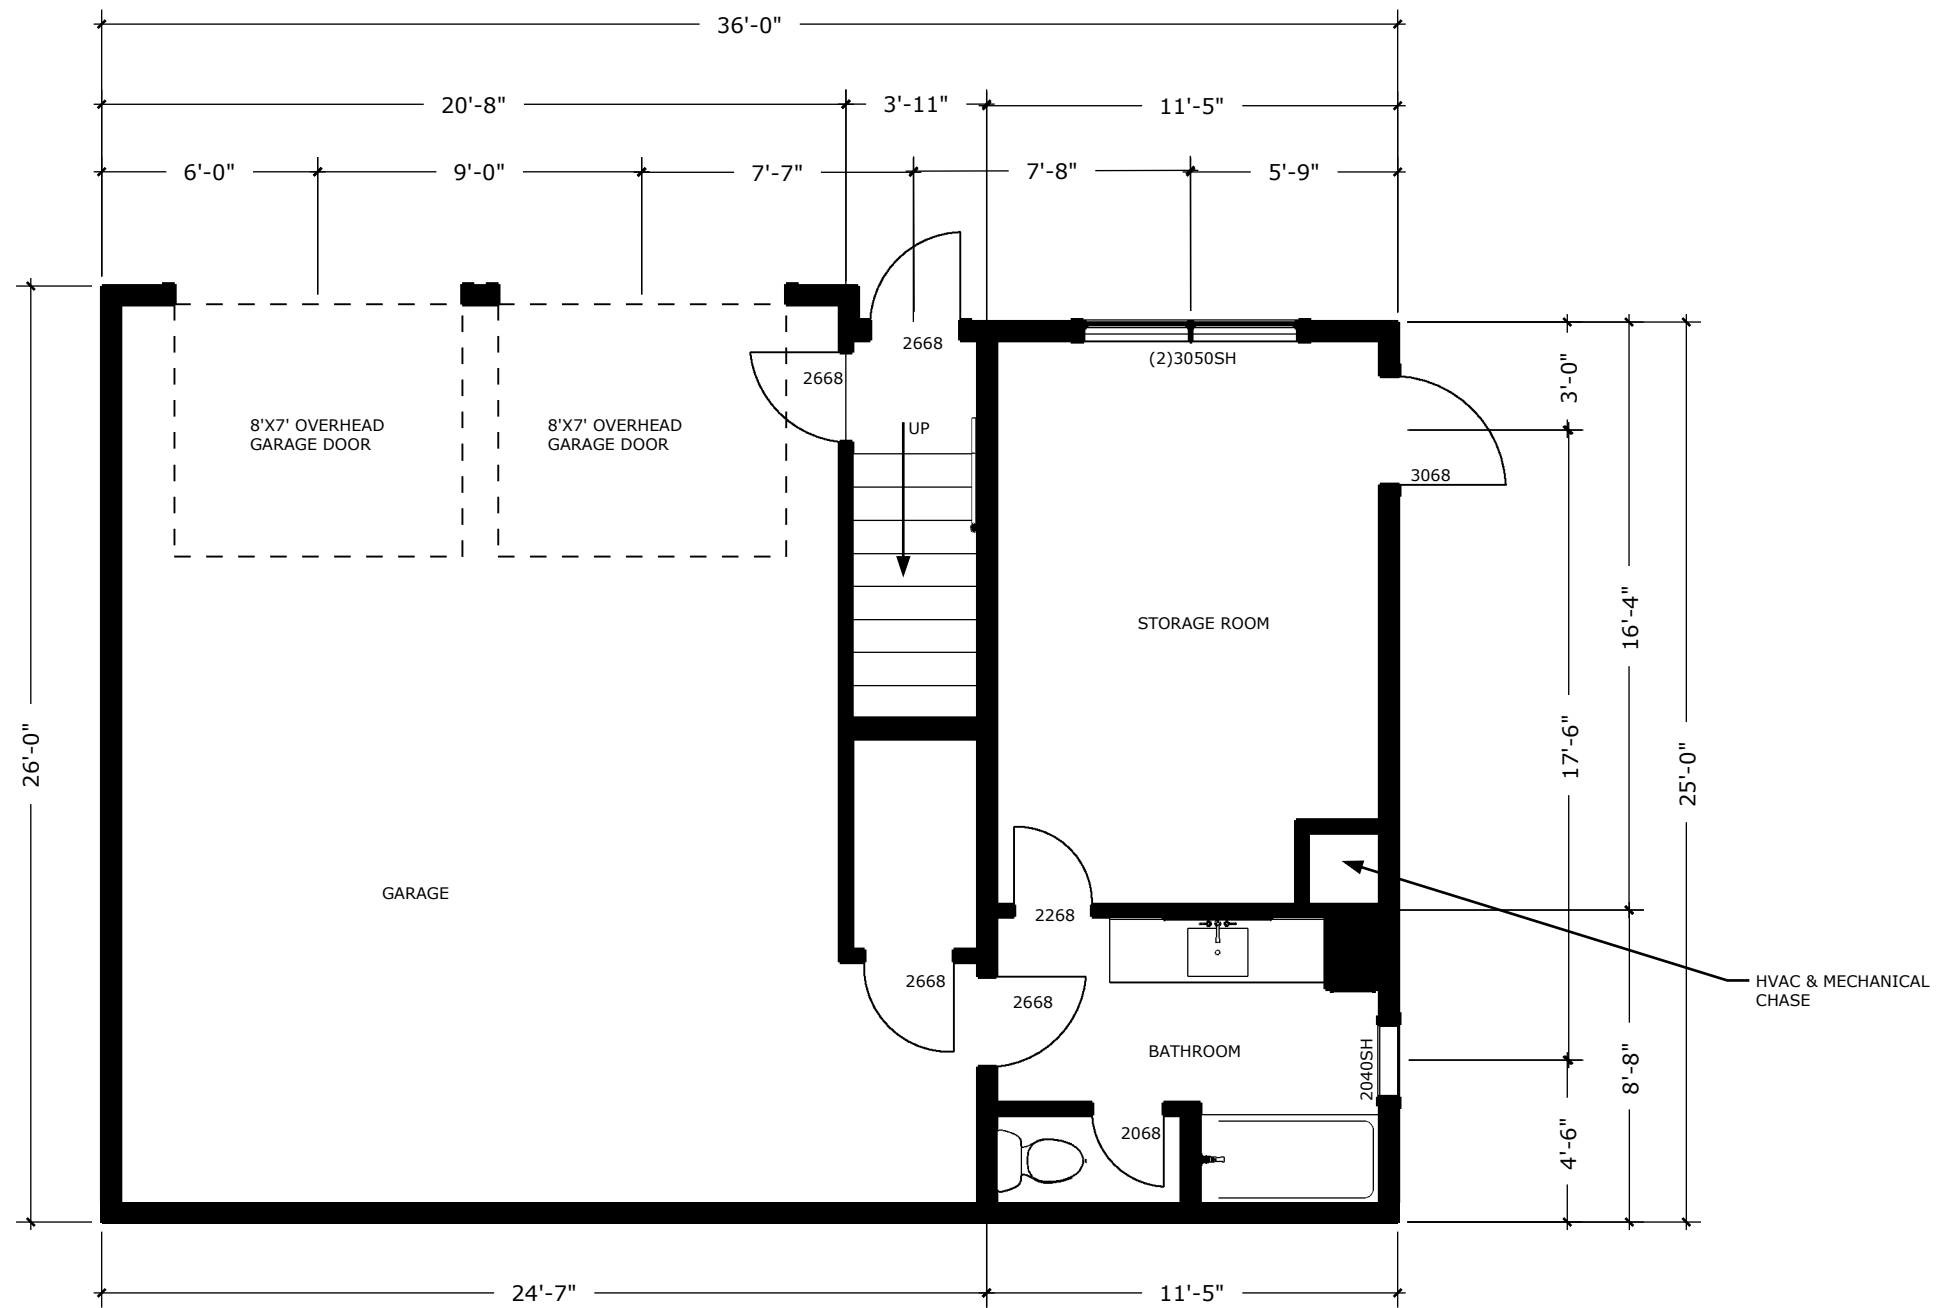 36'-0"
20'-8"
3'-11"
11'-5"
6'-0"
9'-0"
7'-7"
7'-8"
5'-9"
2668
(2)3050SH
2668
3'-0"
8'X7' OVERHEAD
GARAGE DOOR
8'X7' OVERHEAD
GARAGE DOOR
UP
3068
STORAGE ROOM
16'-4"
26'-0"
17'-6"
25'-0"
GARAGE
2268
2668
2668
HVAC & MECHANICAL
CHASE
BATHROOM
2040SH
8'-8"
2068
4'-6"
24'-7"
11'-5"